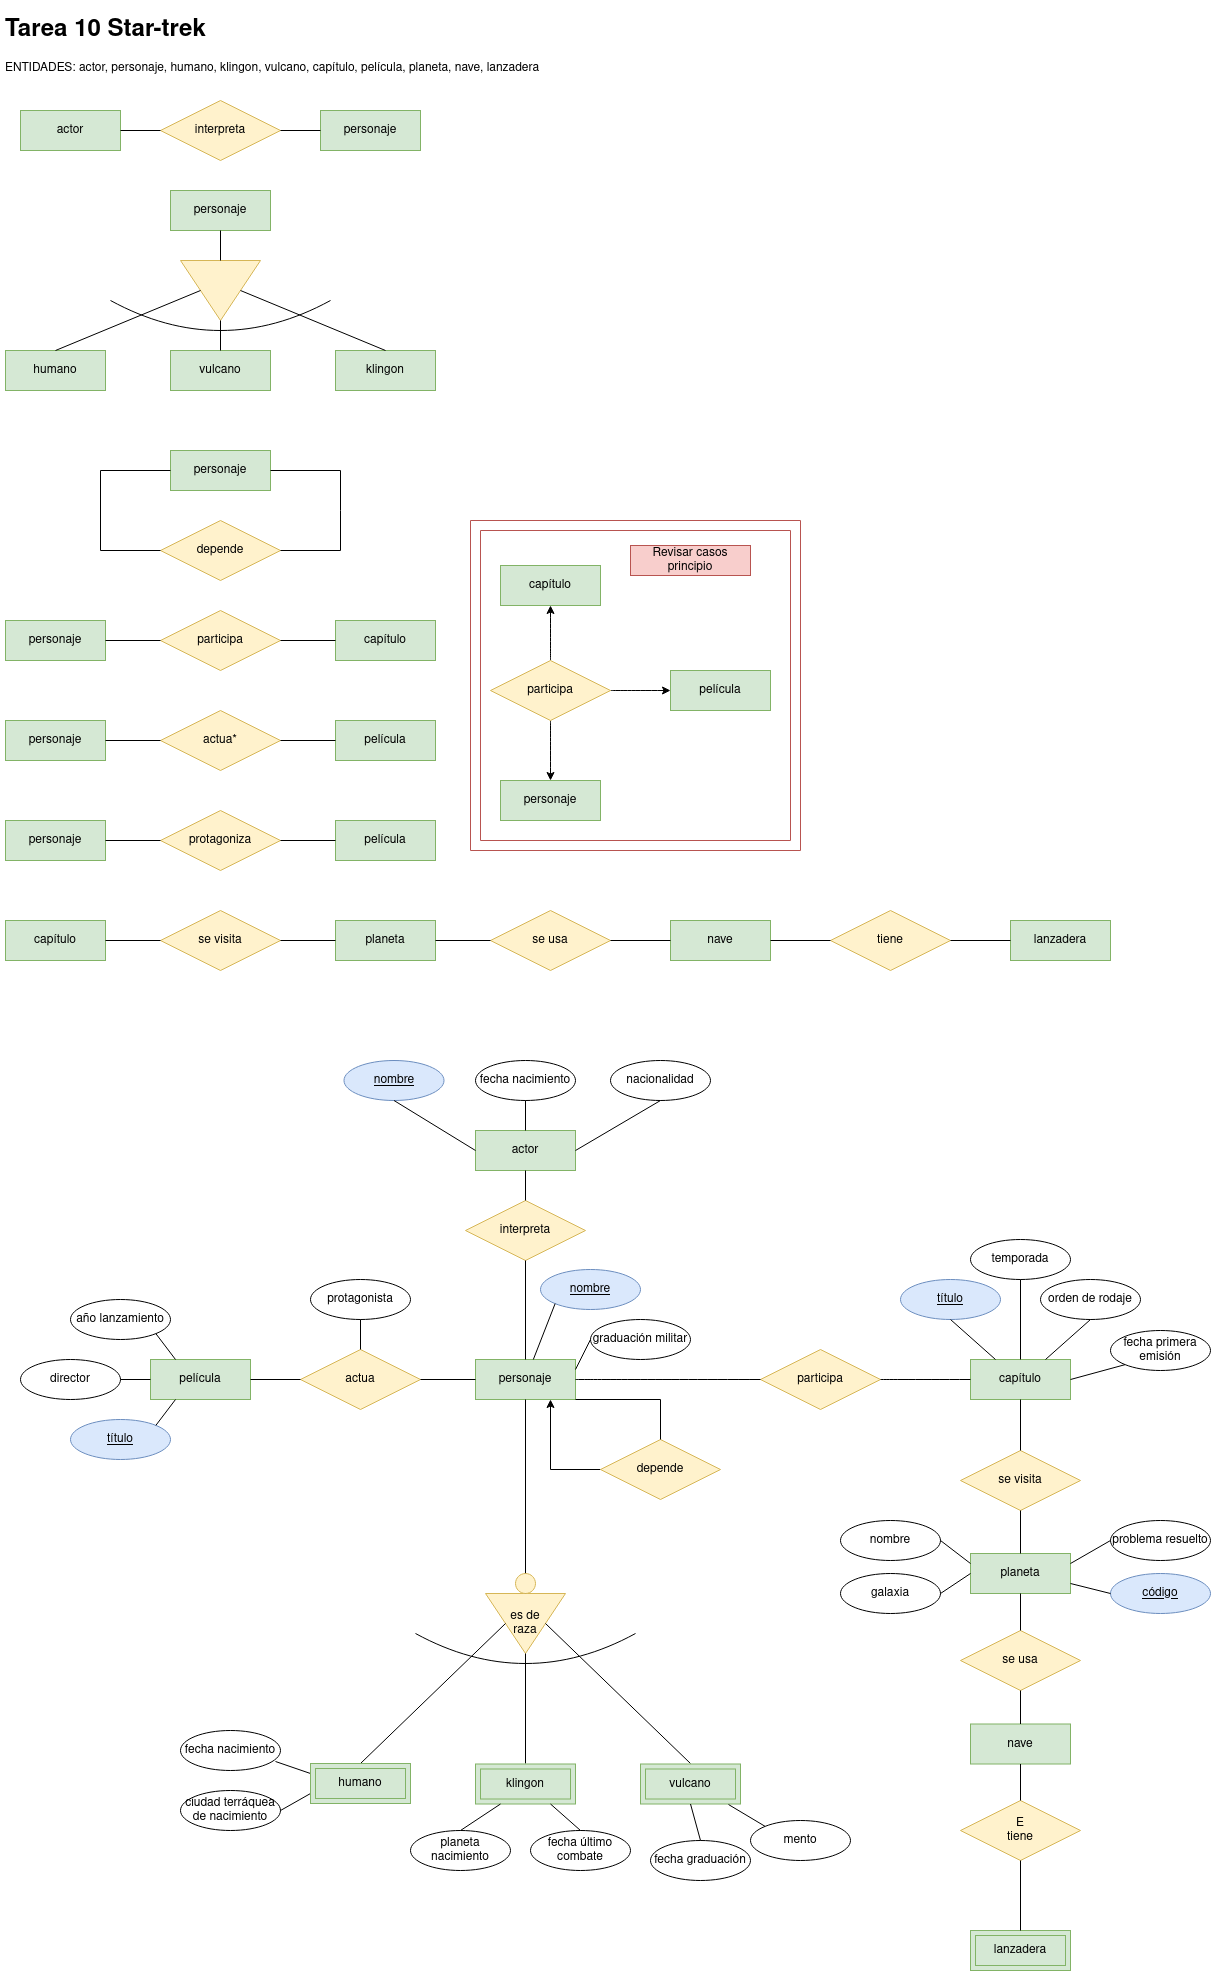 Tarea 10 Star-trek
ENTIDADES: actor, personaje, humano, klingon, vulcano, capítulo, película, planeta, nave, lanzadera
actor
interpreta
personaje
personaje
humano
vulcano
klingon
personaje
depende
personaje
participa
capítulo
personaje
actua*
película
personaje
protagoniza
película
Revisar casos
principio
capítulo
participa
película
personaje
capítulo
se visita
planeta
se usa
nave
tiene
lanzadera
nombre
fecha nacimiento
nacionalidad
actor
interpreta
temporada
nombre
título
orden de rodaje
protagonista
año lanzamiento
graduación militar
fecha primera
emisión
director
película
actua
personaje
participa
capítulo
título
depende
se visita
nombre
problema resuelto
planeta
galaxia
código
es de
raza
se usa
nave
fecha nacimiento
humano
klingon
vulcano
ciudad terráquea
de nacimiento
planeta
nacimiento
fecha último
combate
fecha graduación
mento
E
tiene
lanzadera